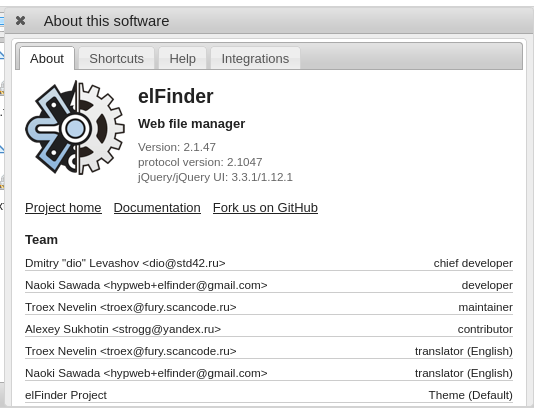 ✖ About this software
About Shortcuts Help Integrations
elFinder
Web file manager
Version: 2.1.47
protocol version: 2.1047
jQuery/jQuery UI: 3.3.1/1.12.1
Project home Documentation Fork us on GitHub
Team
Dmitry "dio" Levashov <dio@std42.ru> chief developer
Naoki Sawada <hypweb+elfinder@gmail.com> developer
Troex Nevelin <troex@fury.scancode.ru> maintainer
Alexey Sukhotin <strogg@yandex.ru> contributor
Troex Nevelin <troex@fury.scancode.ru> translator (English)
Naoki Sawada <hypweb+elfinder@gmail.com> translator (English)
elFinder Project Theme (Default)